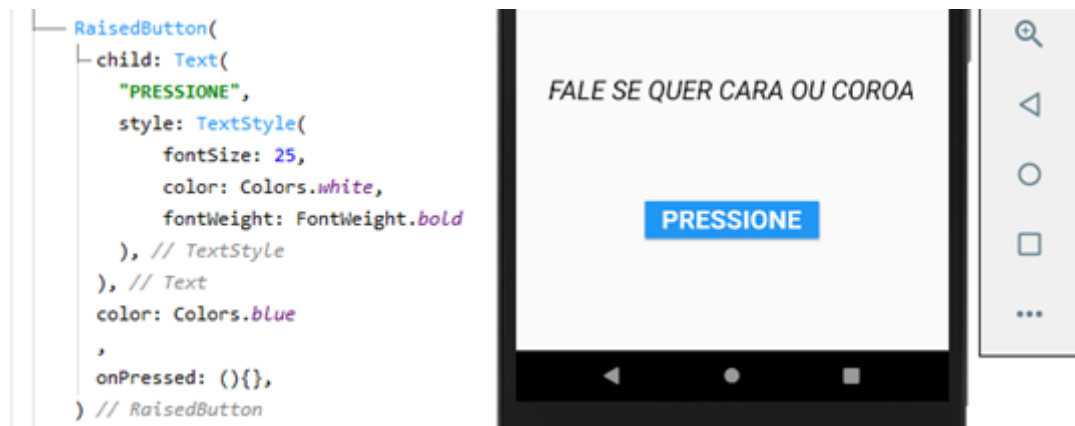 RaisedButton(
child: Text(
"PRESSIONE",
style: TextStyle(
fontSize: 25,
color: Colors.white,
fontWeight: FontWeight.bold
), // TextStyle
), // Text
color: Colors.blue
,
onPressed: (){},
) // RaisedButton
FALE SE QUER CARA OU COROA
PRESSIONE